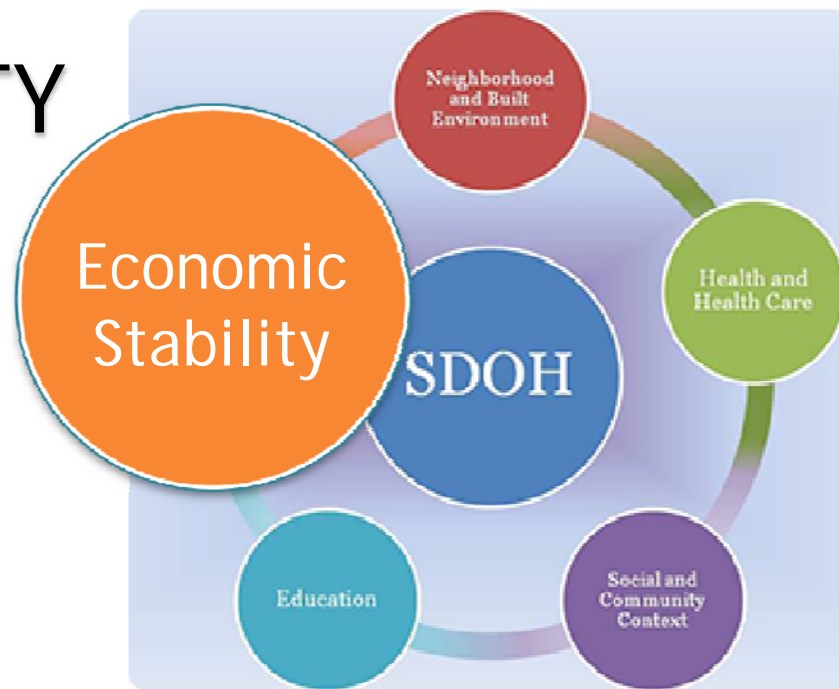 TY
Neighborhood
and Built
Environment
Economic
Stability
Health and
Health Care
SDOH
Education
Social and
Community
Context